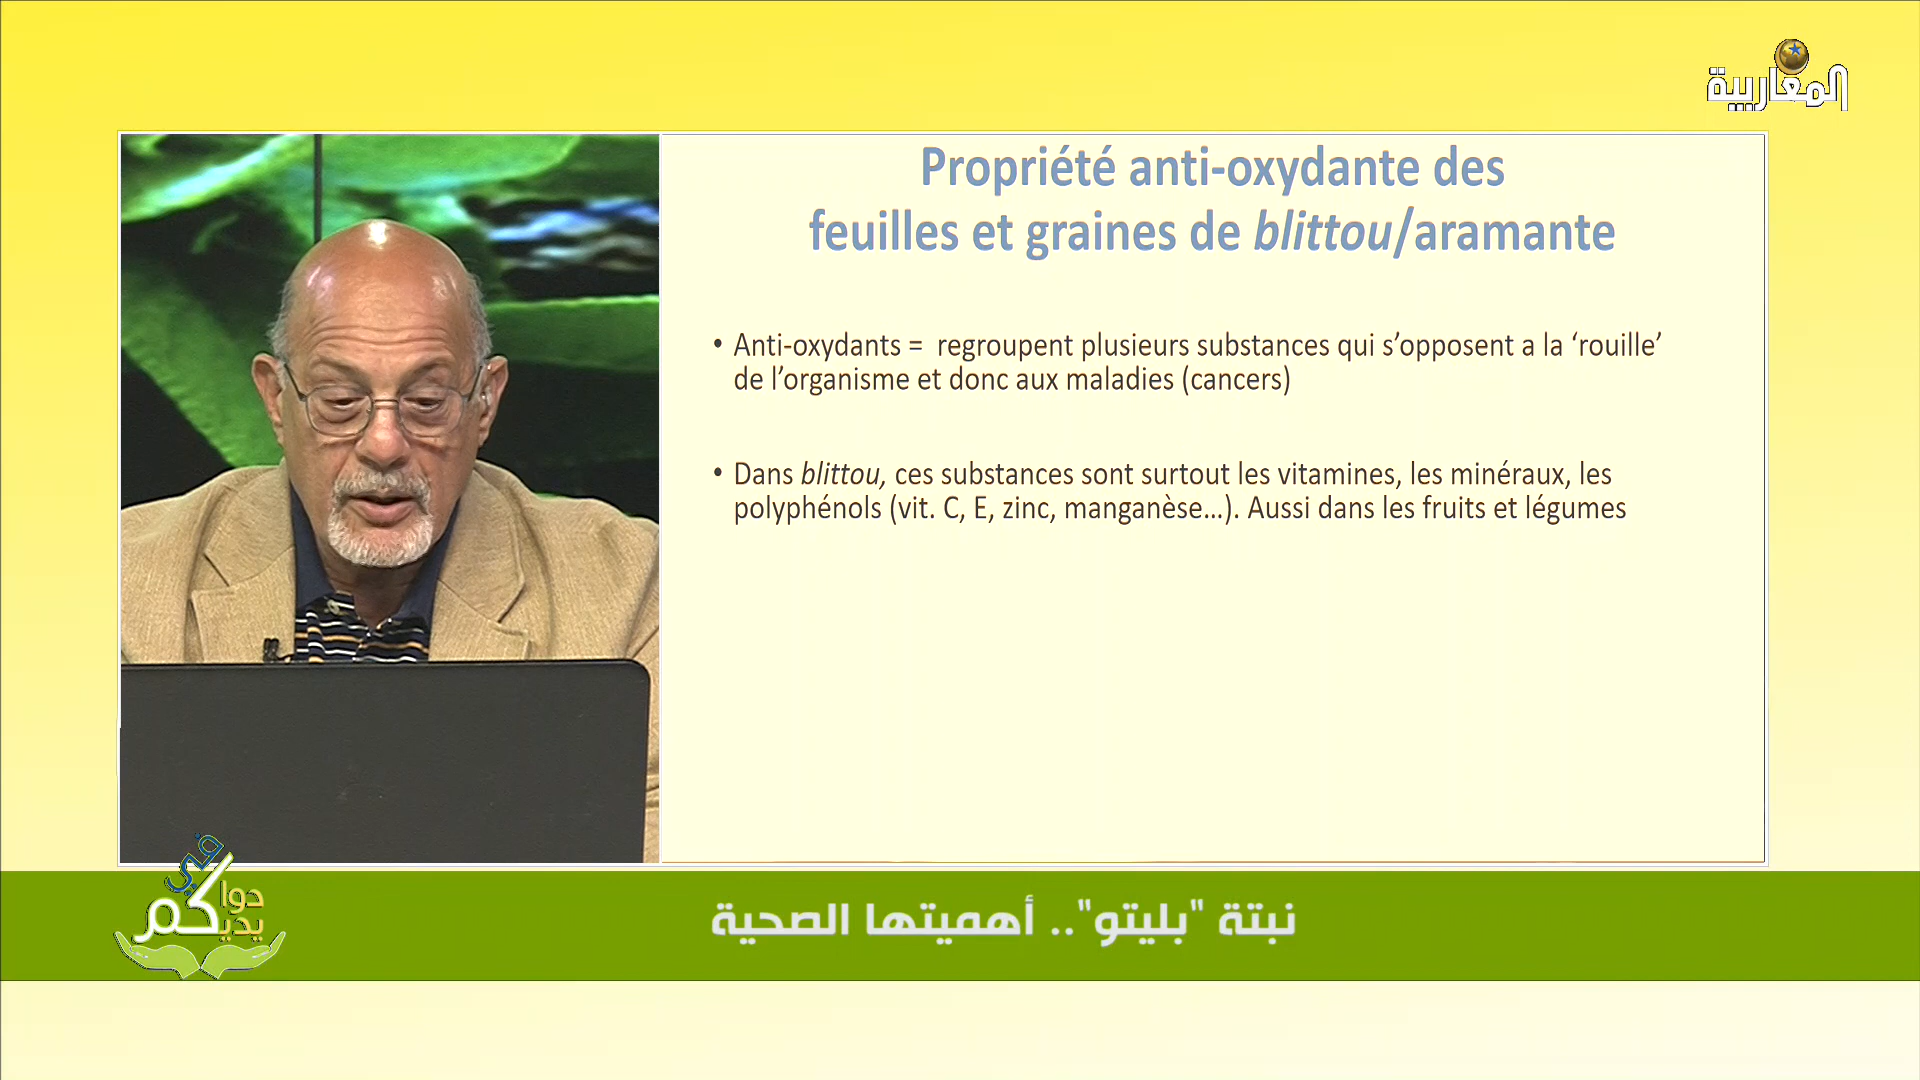 المغاربية
Propriété anti-oxydante des
feuilles et graines de blittou/aramante
• Anti-oxydants = regroupent plusieurs substances qui s’opposent a la ‘rouille’
de l’organisme et donc aux maladies (cancers)
• Dans blittou, ces substances sont surtout les vitamines, les minéraux, les
polyphénols (vit. C, E, zinc, manganèse...). Aussi dans les fruits et légumes
دواكم
في
يديكم
نبتة "بليتو".. أهميتها الصحية